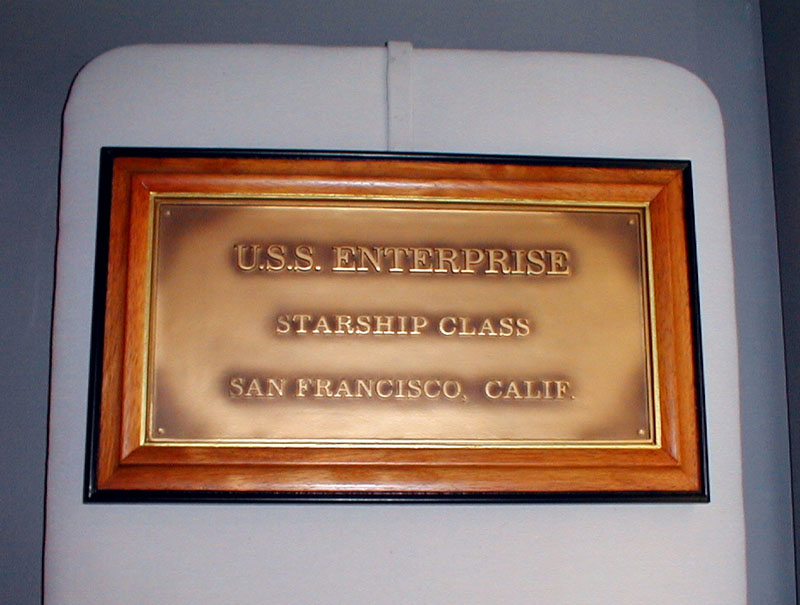 U.S.S. ENTERPRISE
STARSHIP CLASS
SAN FRANCISCO, CALIF.